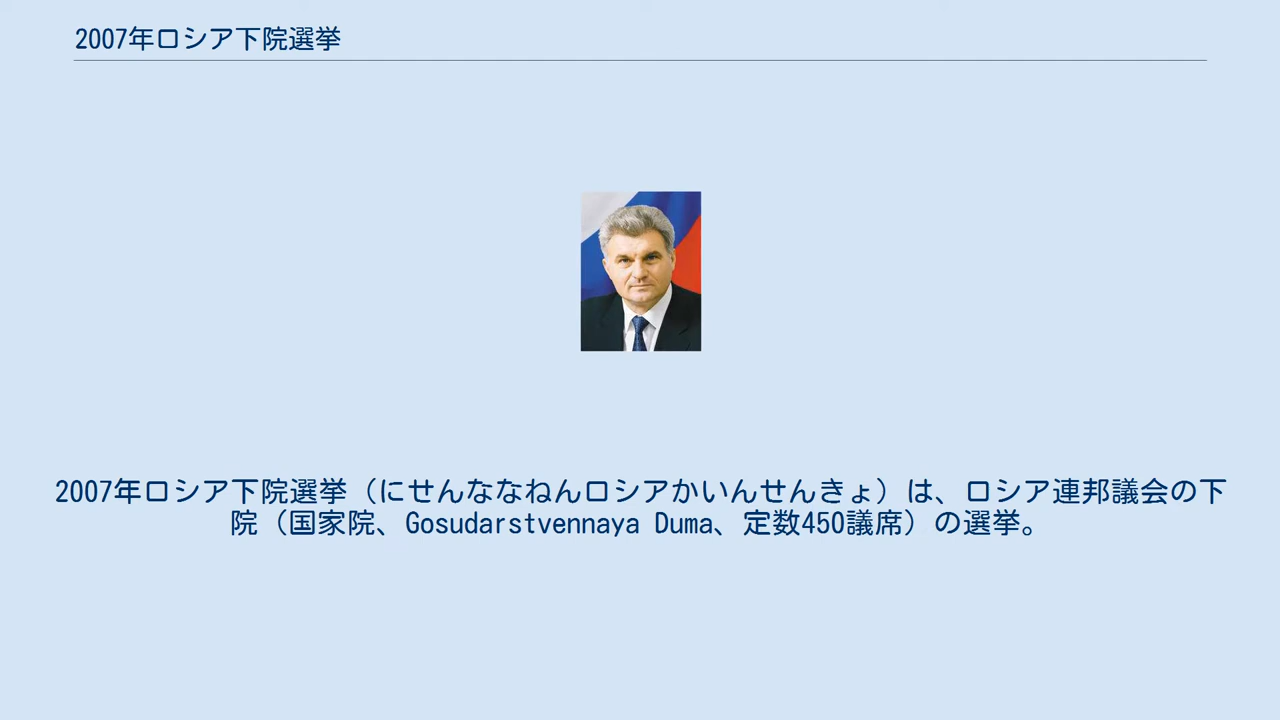 2007年ロシア下院選挙
2007年ロシア下院選挙（にせんななねんロシアかいんせんきょ）は、ロシア連邦議会の下
院（国家院、Gosudarstvennaya Duma、定数450議席）の選挙。